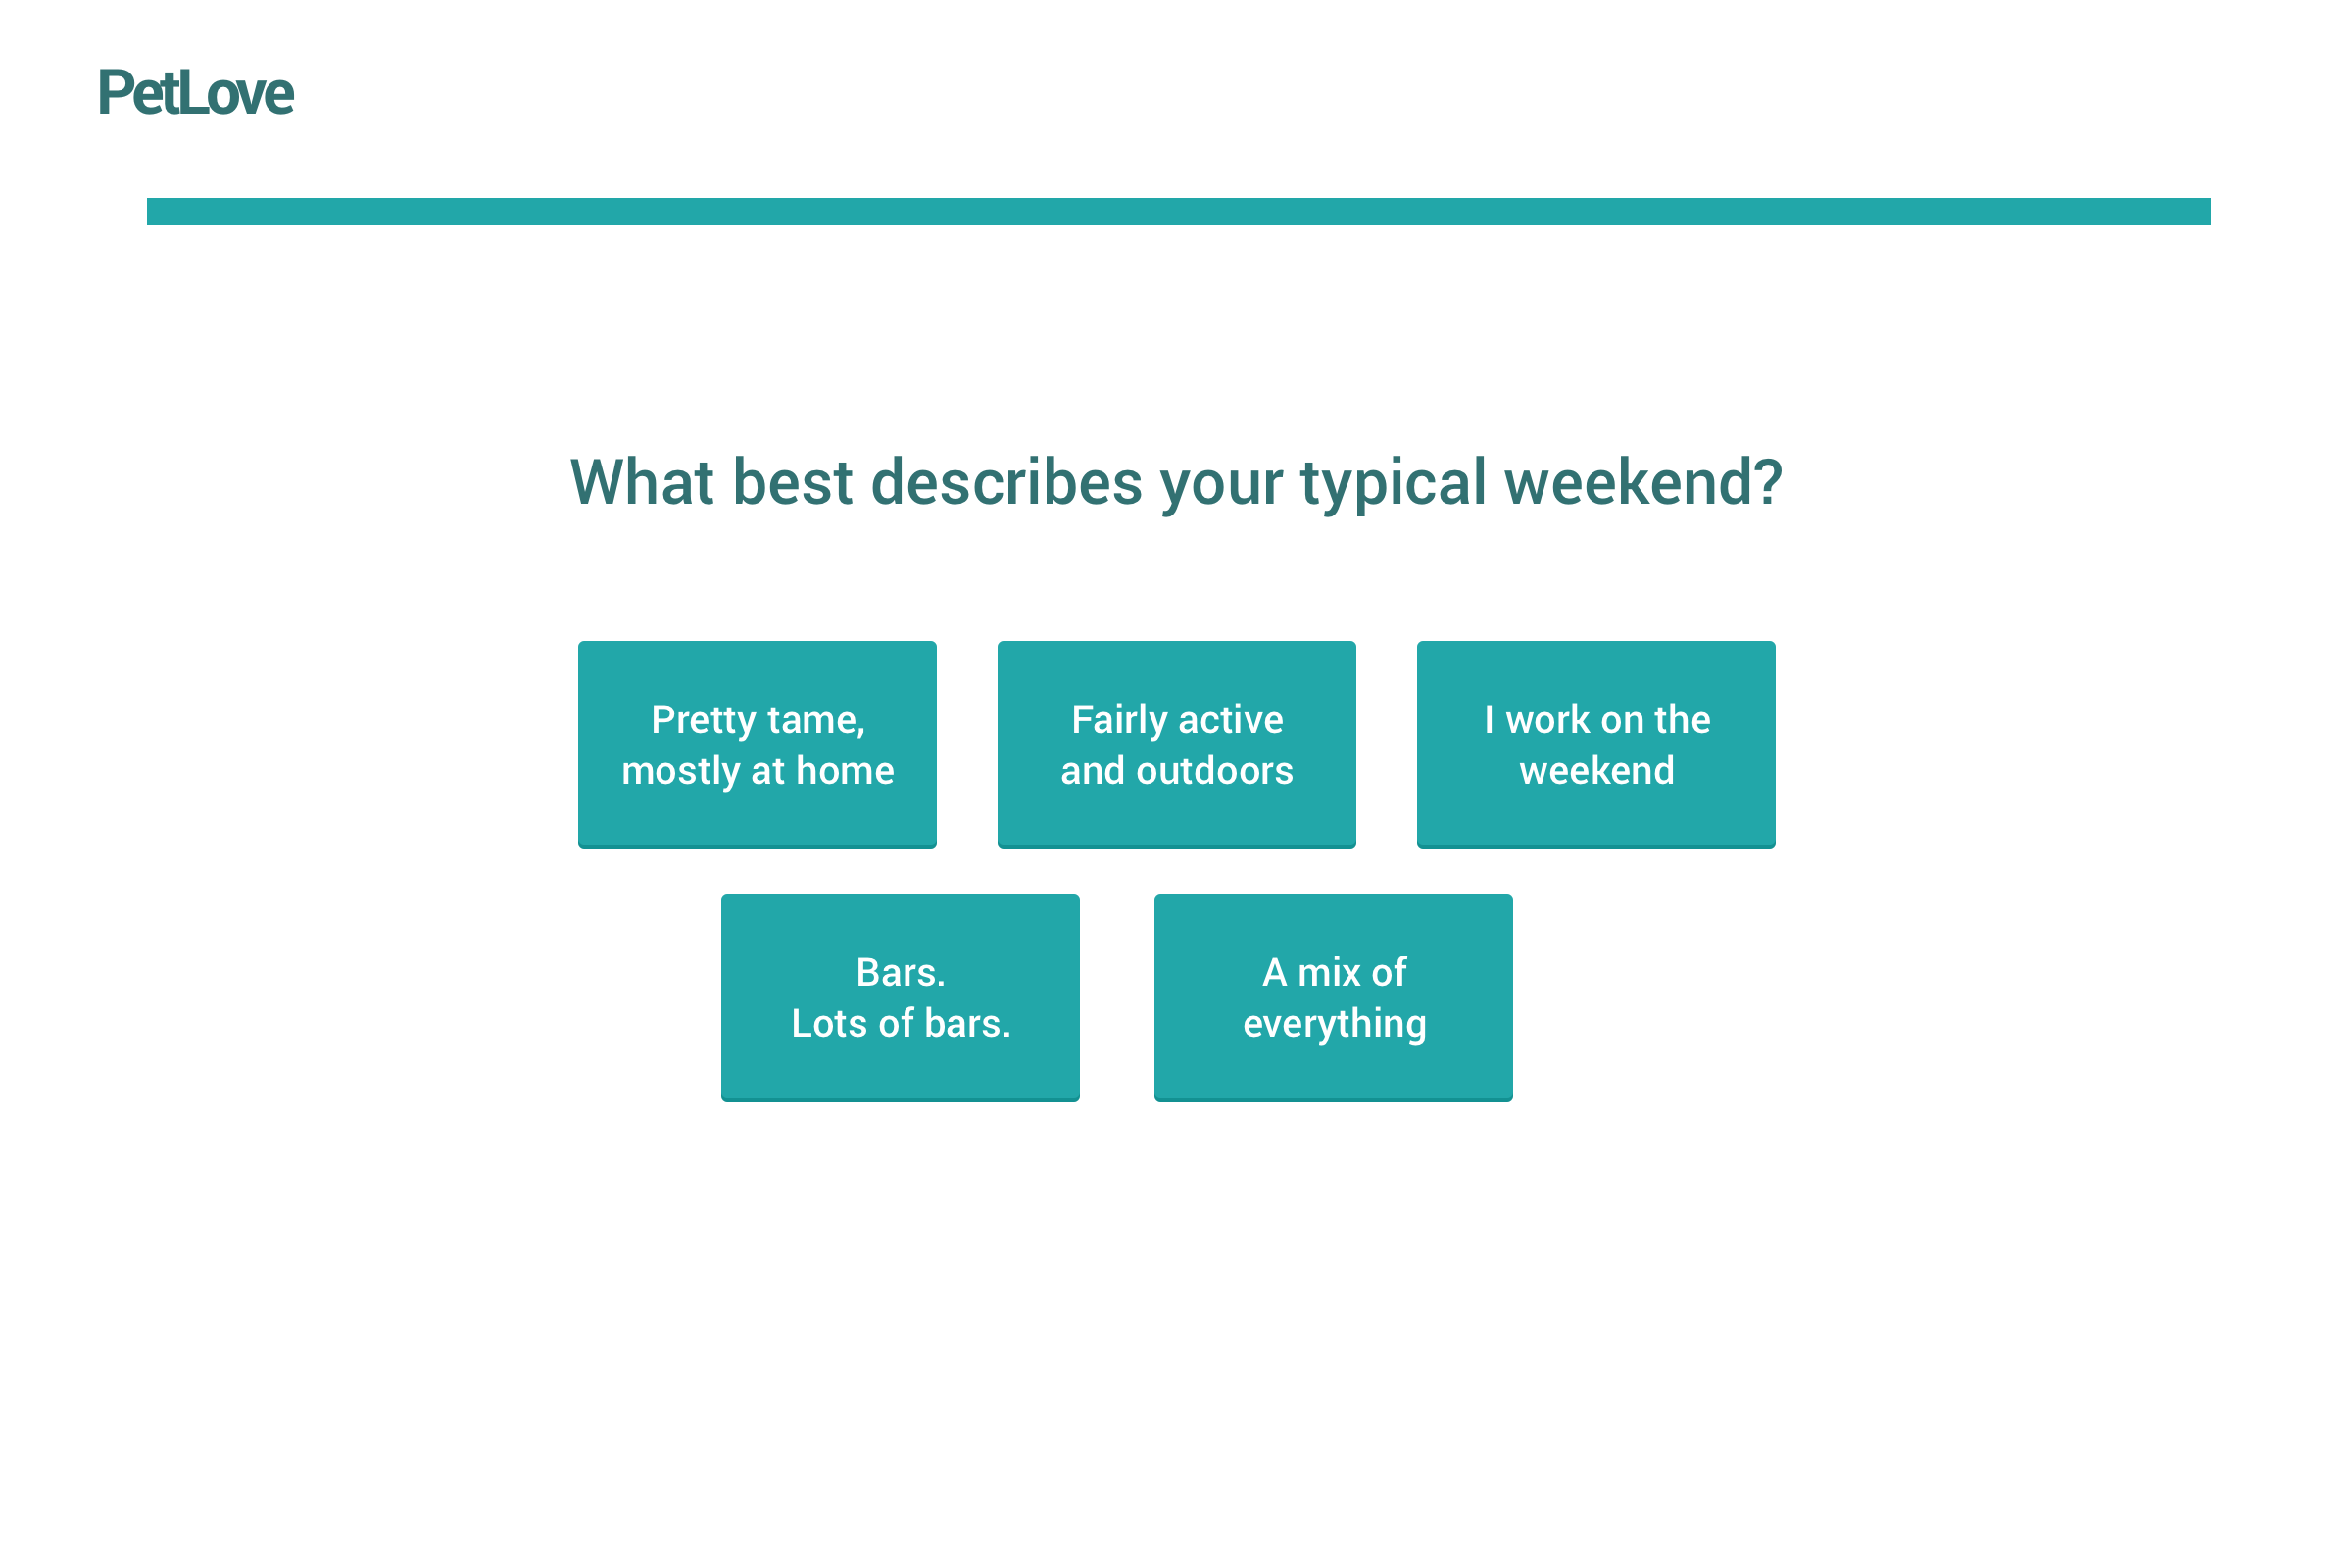 PetLove
What best describes your typical weekend?
Pretty tame,
mostly at home
Fairly active
and outdoors
I work on the
weekend
Bars.
Lots of bars.
A mix of
everything